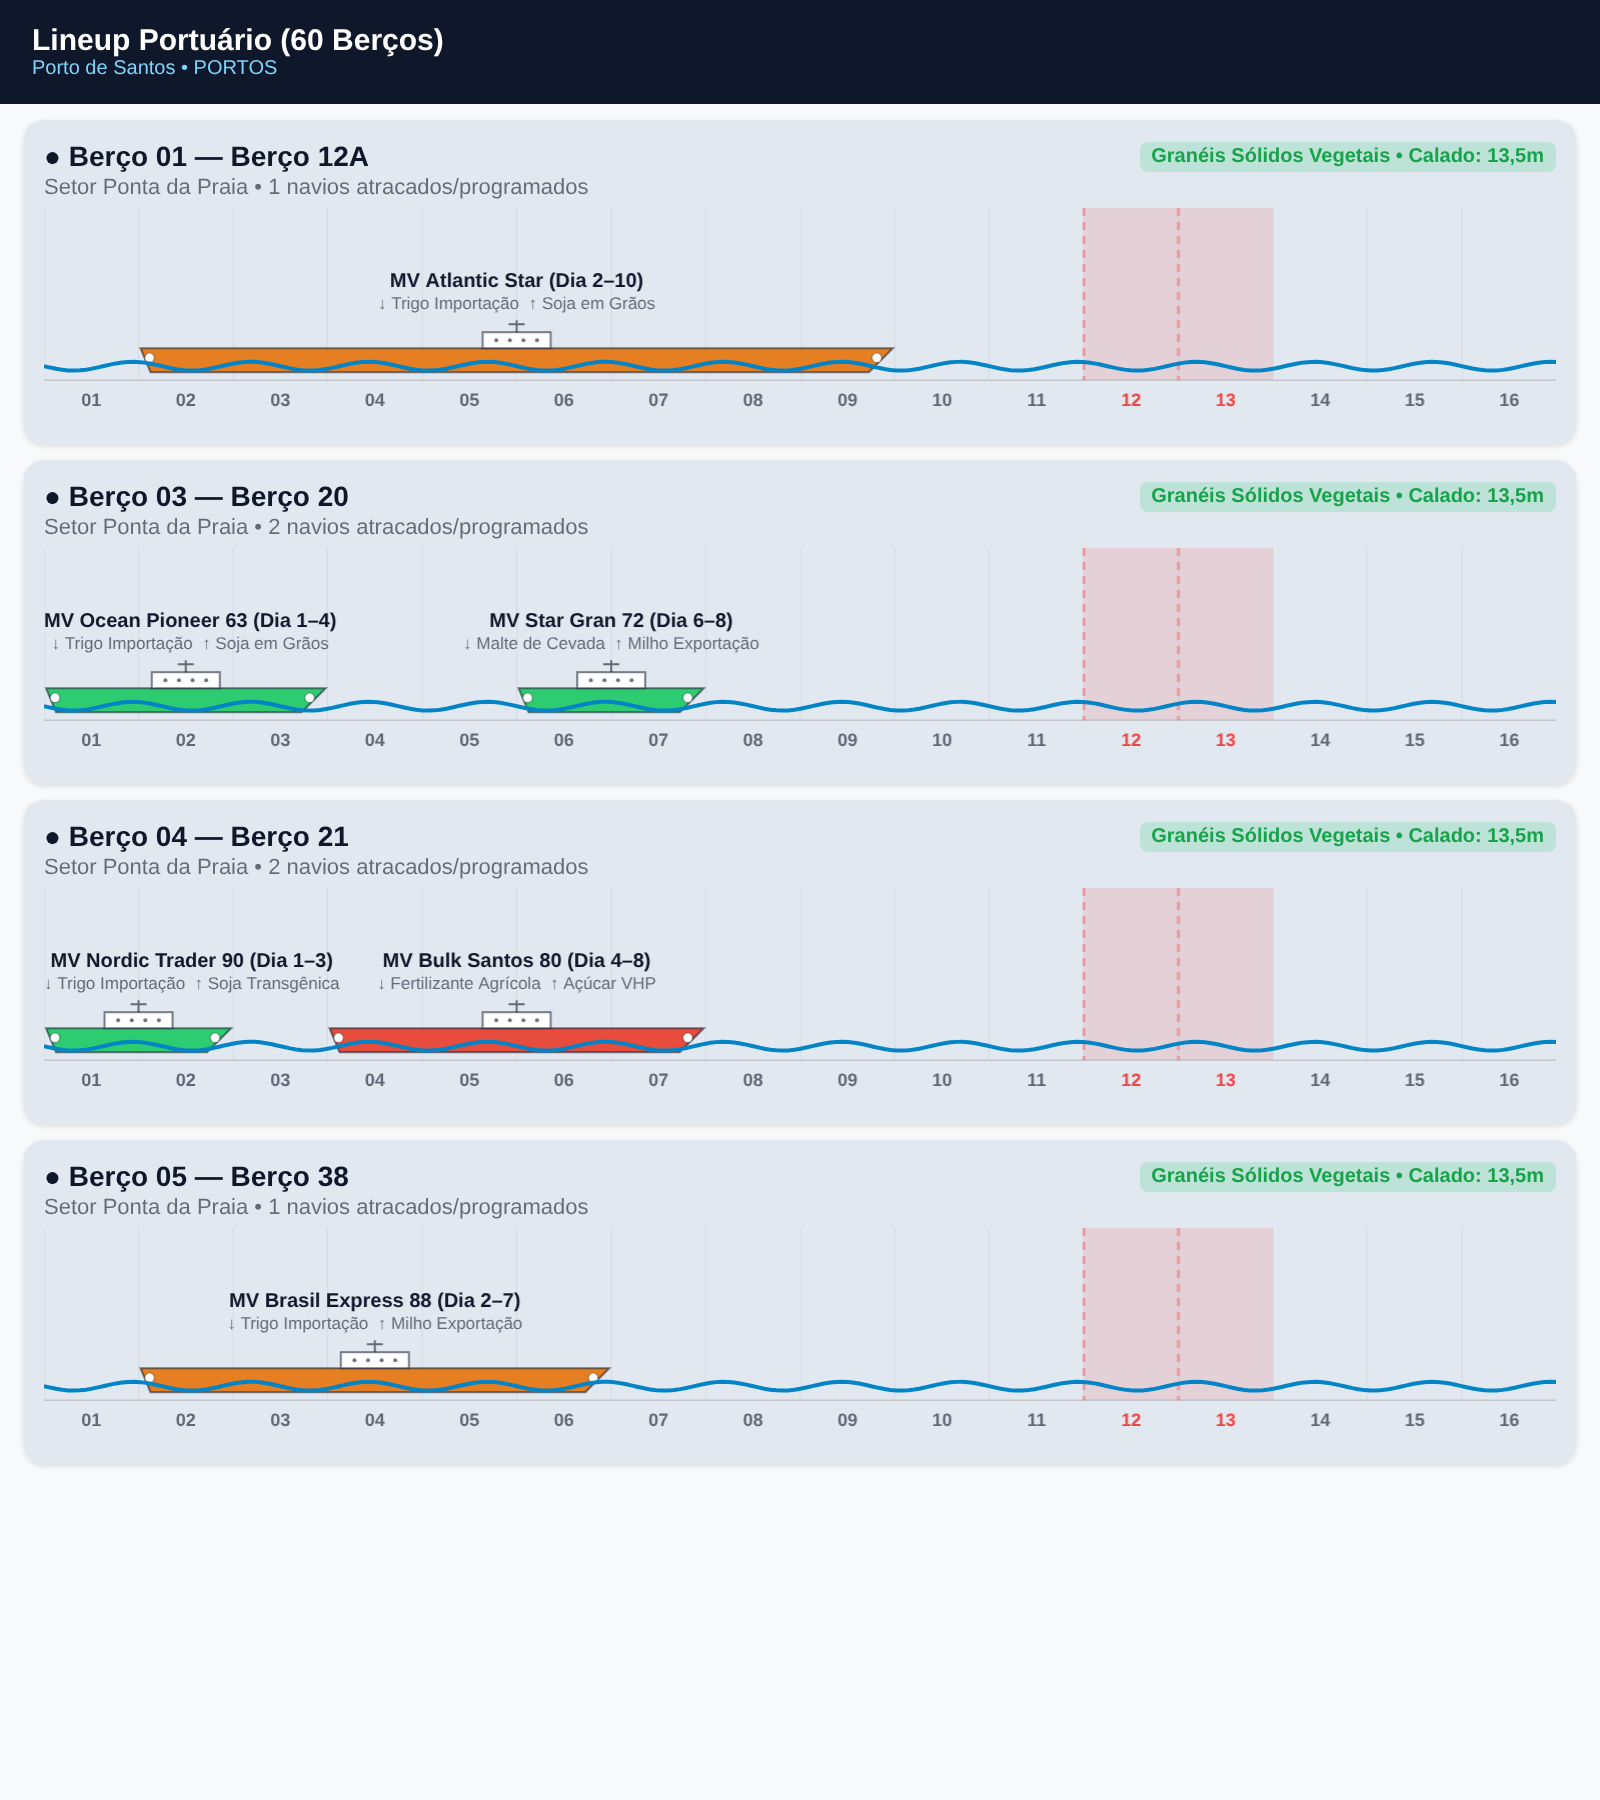 Lineup Portuário (60 Berços)
Porto de Santos • PORTOS
● Berço 01 — Berço 12A
Granéis Sólidos Vegetais • Calado: 13,5m
Setor Ponta da Praia • 1 navios atracados/programados
MV Atlantic Star (Dia 2–10)
↓ Trigo Importação ↑ Soja em Grãos
01 02 03 04 05 06 07 08 09 10 11 12 13 14 15 16
● Berço 03 — Berço 20
Granéis Sólidos Vegetais • Calado: 13,5m
Setor Ponta da Praia • 2 navios atracados/programados
MV Ocean Pioneer 63 (Dia 1–4) MV Star Gran 72 (Dia 6–8)
↓ Trigo Importação ↑ Soja em Grãos ↓ Malte de Cevada ↑ Milho Exportação
01 02 03 04 05 06 07 08 09 10 11 12 13 14 15 16
● Berço 04 — Berço 21
Granéis Sólidos Vegetais • Calado: 13,5m
Setor Ponta da Praia • 2 navios atracados/programados
MV Nordic Trader 90 (Dia 1–3) MV Bulk Santos 80 (Dia 4–8)
↓ Trigo Importação ↑ Soja Transgênica ↓ Fertilizante Agrícola ↑ Açúcar VHP
01 02 03 04 05 06 07 08 09 10 11 12 13 14 15 16
● Berço 05 — Berço 38
Granéis Sólidos Vegetais • Calado: 13,5m
Setor Ponta da Praia • 1 navios atracados/programados
MV Brasil Express 88 (Dia 2–7)
↓ Trigo Importação ↑ Milho Exportação
01 02 03 04 05 06 07 08 09 10 11 12 13 14 15 16